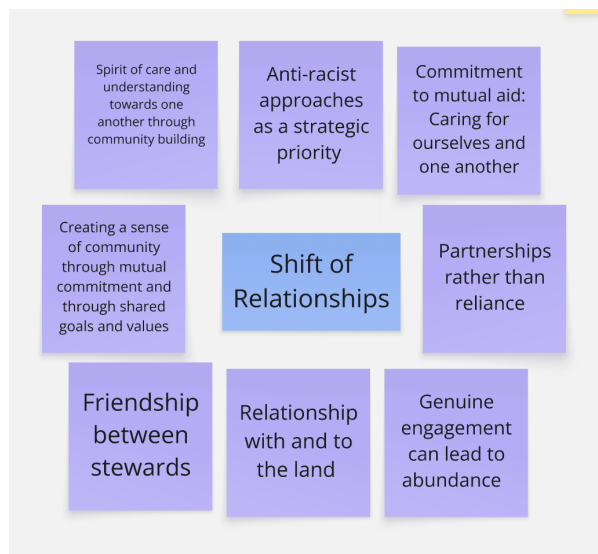 Spirit of care and
understanding
towards one
another through
community building
Anti-racist
approaches
as a strategic
priority
Commitment
to mutual aid:
Caring for
ourselves and
one another
Creating a sense
of community
through mutual
commitment and
through shared
goals and values
Shift of
Relationships
Partnerships
rather than
reliance
Friendship
between
stewards
Relationship
with and to
the land
Genuine
engagement
can lead to
abundance